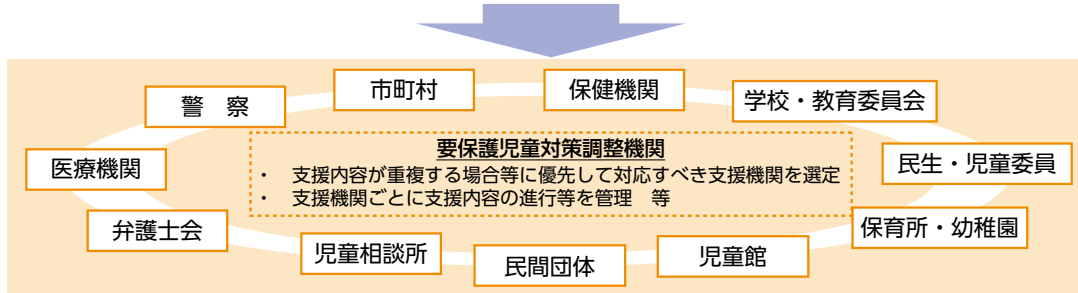 市町村
保健機関
警　察
学校・教育委員会
医療機関
要保護児童対策調整機関
・　支援内容が重複する場合等に優先して対応すべき支援機関を選定
・　支援機関ごとに支援内容の進行等を管理　等
民生・児童委員
弁護士会
保育所・幼稚園
児童相談所
民間団体
児童館